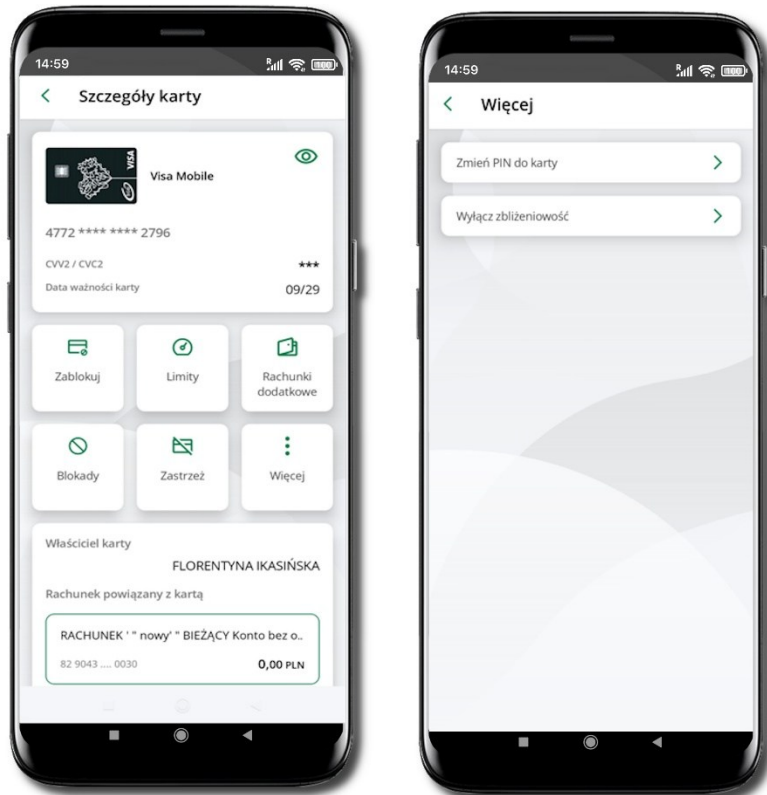 14:59
Szczegóły karty
VISA
Visa Mobile
4772 **** **** 2796
CVV2 / CVC2 ***
Data ważności karty 09/29
Zablokuj Limity Rachunki
dodatkowe
Blokady Zastrzeż Więcej
Właściciel karty
FLORENTYNA IKASIŃSKA
Rachunek powiązany z kartą
RACHUNEK ' " nowy' " BIEŻĄCY Konto bez o..
82 9043 .... 0030 0,00 PLN
14:59
Więcej
Zmień PIN do karty
Wyłącz zbliżeniowość